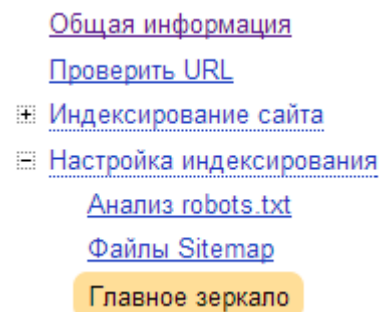 Общая информация
Проверить URL
Индексирование сайта
Настройка индексирования
Анализ robots.txt
Файлы Sitemap
Главное зеркало